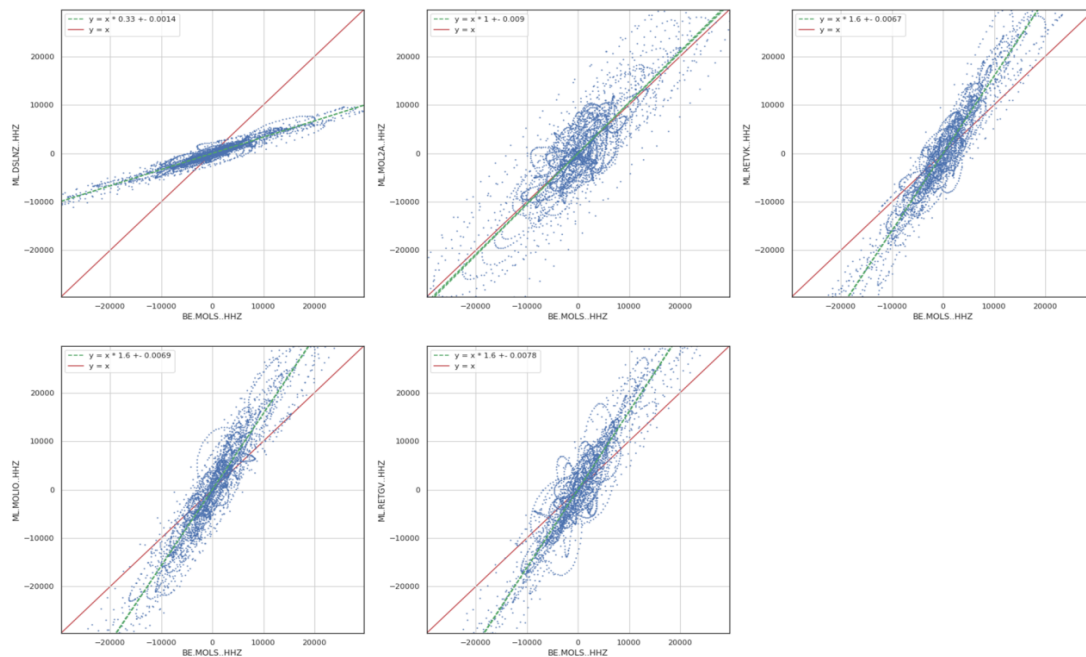 y = x * 0.33 +- 0.0014
y = x
30000
20000
10000
0
−10000
−20000
ML.DSLNZ..HHZ
−20000 −10000 0 10000 20000
BE.MOLS..HHZ
y = x * 1 +- 0.009
y = x
20000
10000
0
−10000
−20000
ML.MOL2A..HHZ
−20000 −10000 0 10000 20000
BE.MOLS..HHZ
y = x * 1.6 +- 0.0067
y = x
20000
10000
0
−10000
−20000
ML.RETVK..HHZ
−20000 −10000 0 10000 20000
BE.MOLS..HHZ
y = x * 1.6 +- 0.0069
y = x
20000
10000
0
−10000
−20000
ML.MOLIO..HHZ
−20000 −10000 0 10000 20000
BE.MOLS..HHZ
y = x * 1.6 +- 0.0078
y = x
20000
10000
0
−10000
−20000
ML.RETGV..HHZ
−20000 −10000 0 10000 20000
BE.MOLS..HHZ